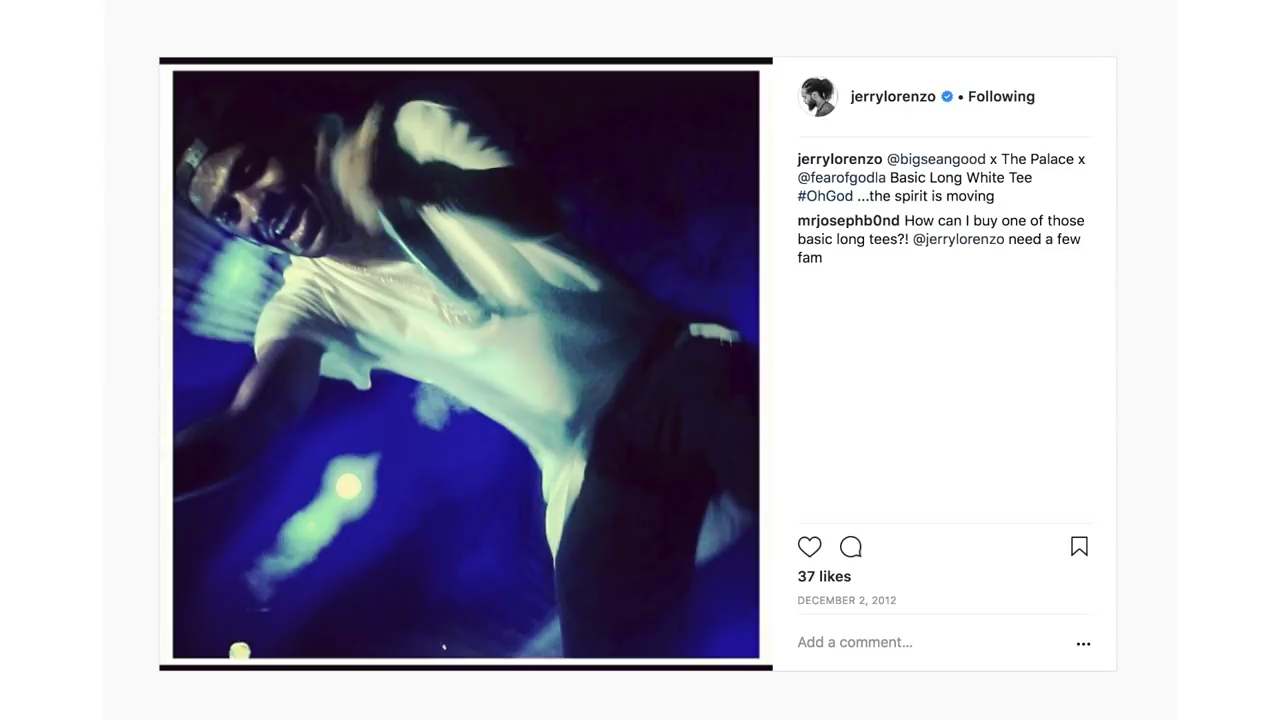 jerrylorenzo • Following
jerrylorenzo @bigseangood x The Palace x
@fearofgodla Basic Long White Tee
#OhGod ...the spirit is moving
mrjosephb0nd How can I buy one of those
basic long tees?! @jerrylorenzo need a few
fam
37 likes
DECEMBER 2, 2012
Add a comment...